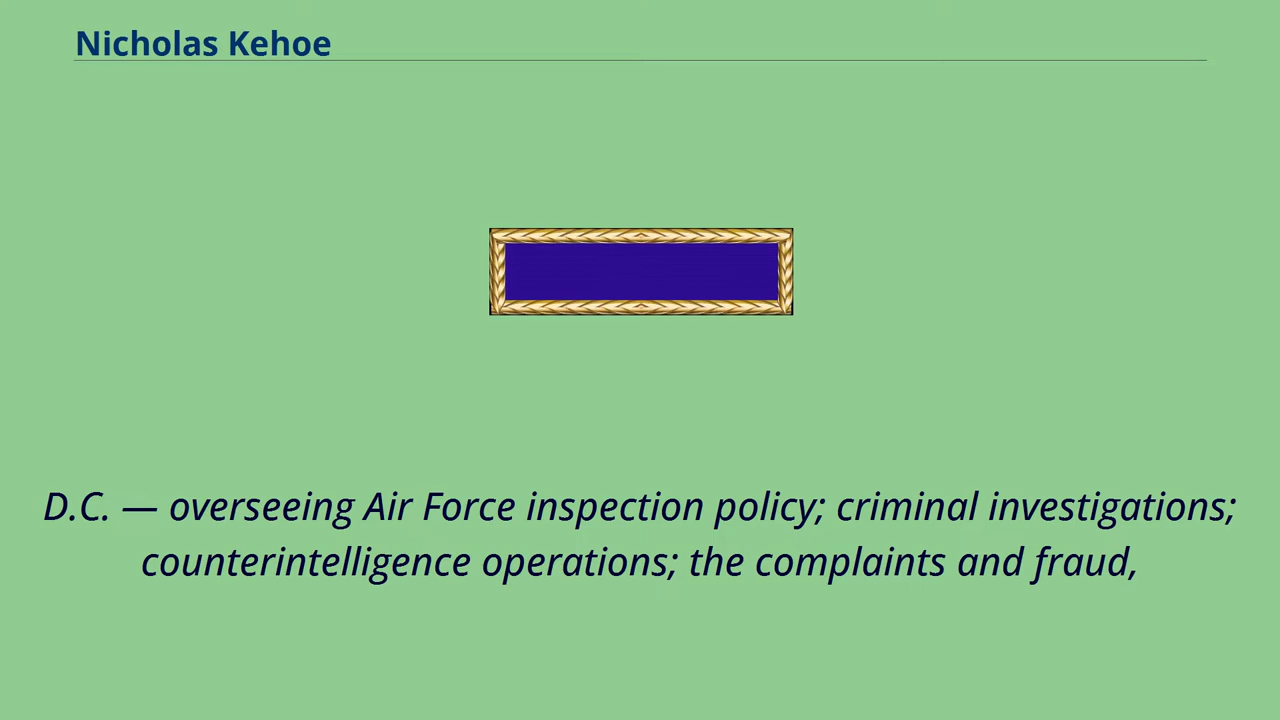 Nicholas Kehoe
D.C. — overseeing Air Force inspection policy; criminal investigations;
counterintelligence operations; the complaints and fraud,